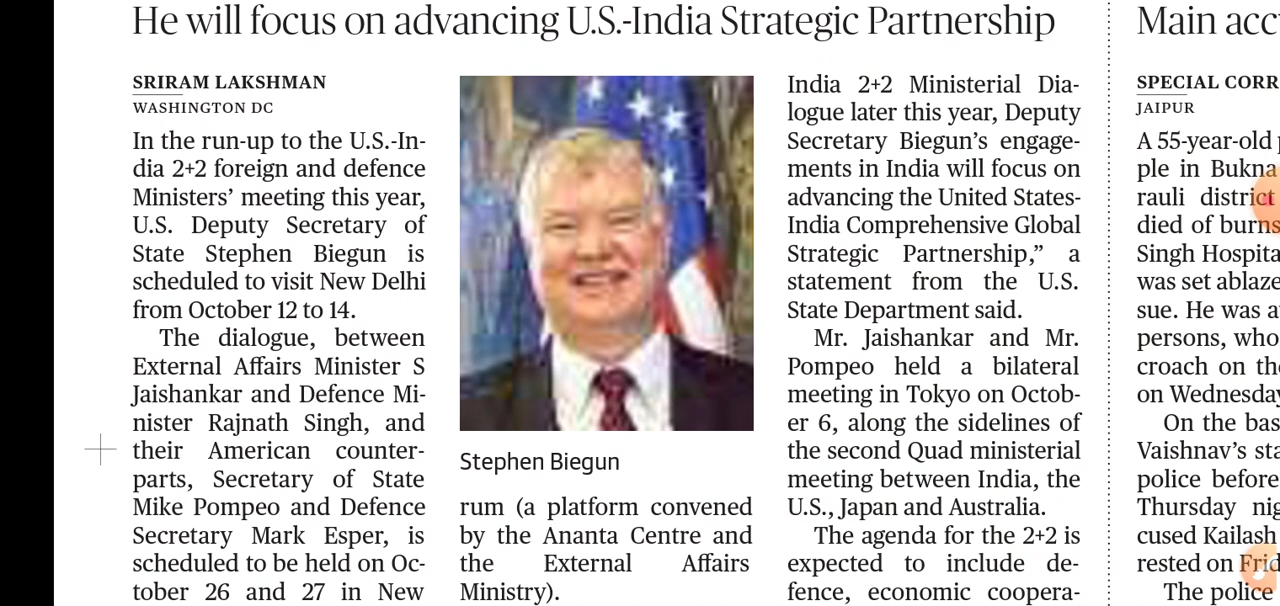 He will focus on advancing U.S.-India Strategic Partnership
SRIRAM LAKSHMAN
WASHINGTON DC
In the run-up to the U.S.-In-
dia 2+2 foreign and defence
Ministers’ meeting this year,
U.S. Deputy Secretary of
State Stephen Biegun is
scheduled to visit New Delhi
from October 12 to 14.
The dialogue, between
External Affairs Minister S
Jaishankar and Defence Mi-
nister Rajnath Singh, and
their American counter-
parts, Secretary of State
Mike Pompeo and Defence
Secretary Mark Esper, is
scheduled to be held on Oc-
tober 26 and 27 in New
Stephen Biegun
rum (a platform convened
by the Ananta Centre and
the External Affairs
Ministry).
India 2+2 Ministerial Dia-
logue later this year, Deputy
Secretary Biegun’s engage-
ments in India will focus on
advancing the United States-
India Comprehensive Global
Strategic Partnership,” a
statement from the U.S.
State Department said.
Mr. Jaishankar and Mr.
Pompeo held a bilateral
meeting in Tokyo on Octob-
er 6, along the sidelines of
the second Quad ministerial
meeting between India, the
U.S., Japan and Australia.
The agenda for the 2+2 is
expected to include de-
fence, economic coopera-
Main acc
SPECIAL CORR
JAIPUR
A 55-year-old p
ple in Bukna
rauli district
died of burns
Singh Hospita
was set ablaze
sue. He was a
persons, who
croach on the
on Wednesday
On the bas
Vaishnav’s sta
police before
Thursday nig
cused Kailash
rested on Frid
The police